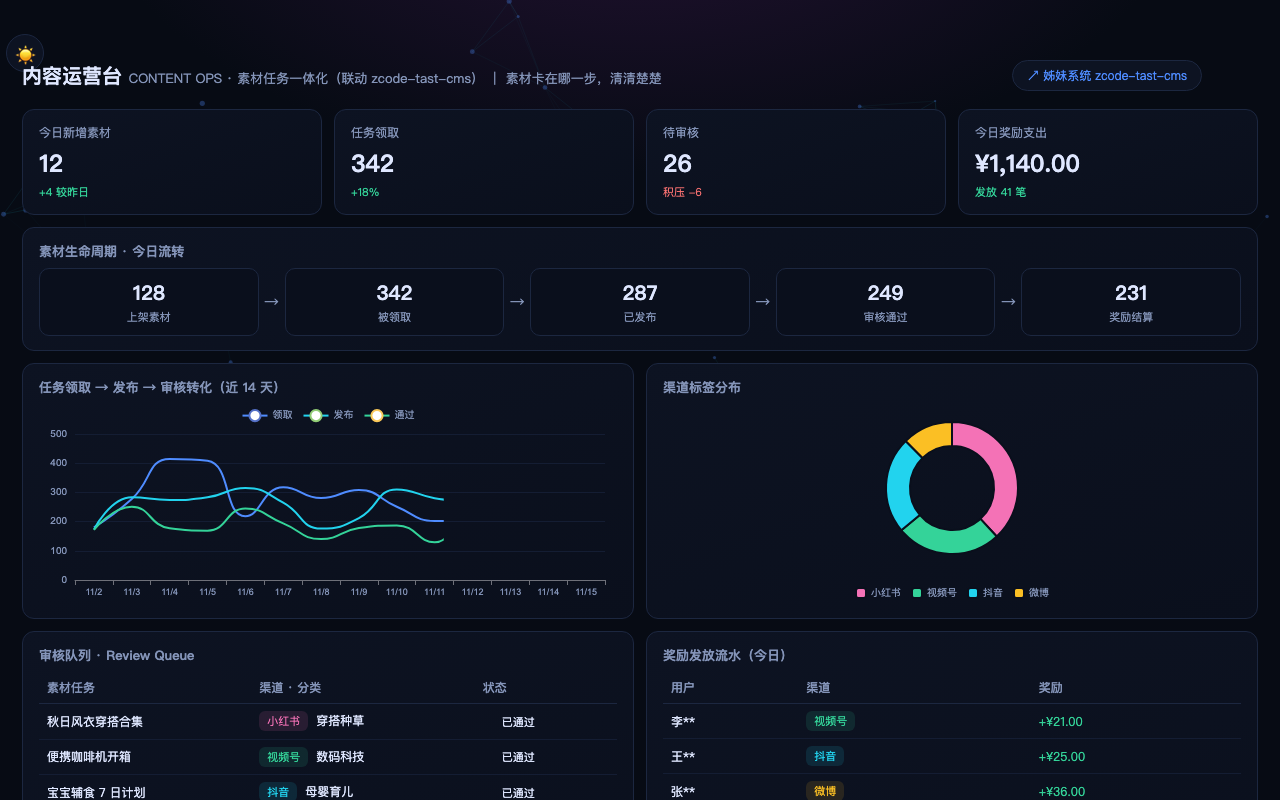 内容运营台 CONTENT OPS · 素材任务一体化（联动 zcode-tast-cms） | 素材卡在哪一步，清清楚楚
↗ 姊妹系统 zcode-tast-cms
今日新增素材
12
+4 较昨日
任务领取
342
+18%
待审核
26
积压 -6
今日奖励支出
¥1,140.00
发放 41 笔
素材生命周期 · 今日流转
128
上架素材
→
342
被领取
→
287
已发布
→
249
审核通过
→
231
奖励结算
任务领取 → 发布 → 审核转化（近 14 天）
领取 发布 通过
500
400
300
200
100
0
11/2 11/3 11/4 11/5 11/6 11/7 11/8 11/9 11/10 11/11 11/12 11/13 11/14 11/15
渠道标签分布
小红书 视频号 抖音 微博
审核队列 · Review Queue
素材任务 渠道 · 分类 状态
秋日风衣穿搭合集 小红书 穿搭种草 已通过
便携咖啡机开箱 视频号 数码科技 已通过
宝宝辅食 7 日计划 抖音 母婴育儿 已通过
奖励发放流水（今日）
用户 渠道 奖励
李** 视频号 +¥21.00
王** 抖音 +¥25.00
张** 微博 +¥36.00